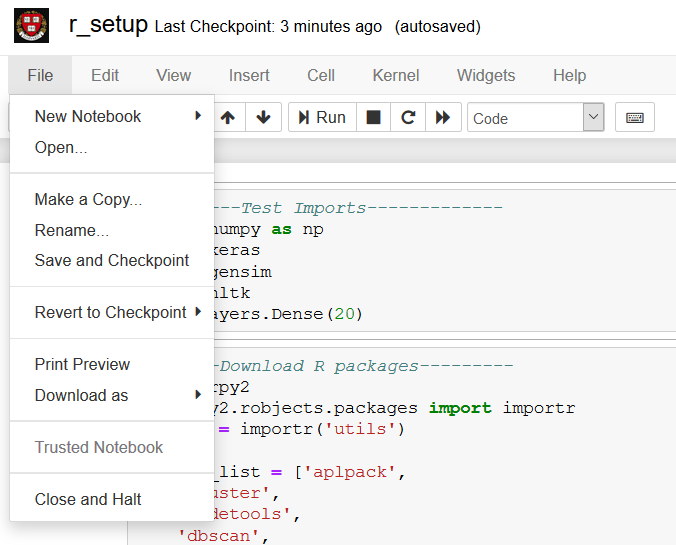 r_setup Last Checkpoint: 3 minutes ago (autosaved)
File Edit View Insert Cell Kernel Widgets Help
Run Code
New Notebook
Open...
Make a Copy...
Rename...
Save and Checkpoint
Revert to Checkpoint
Print Preview
Download as
Trusted Notebook
Close and Halt
---Test Imports-------------
numpy as np
keras
gensim
nltk
ayers.Dense(20)
-Download R packages---------
rpy2
y2.robjects.packages import importr
= importr('utils')
_list = ['aplpack',
uster',
detools',
'dbscan',